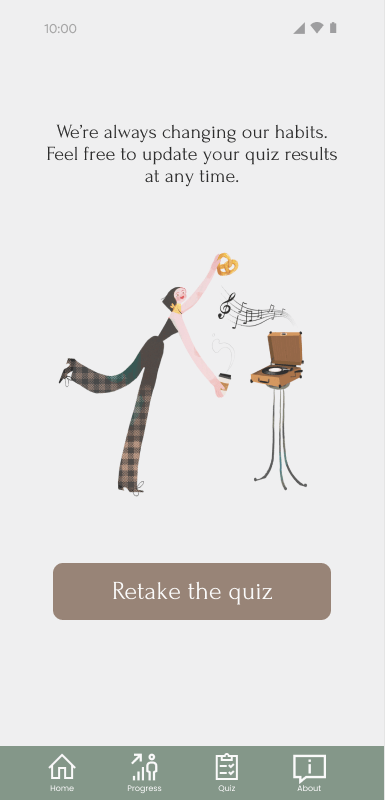 10:00
We’re always changing our habits.
Feel free to update your quiz results
at any time.
Retake the quiz
Home
Progress
Quiz
About